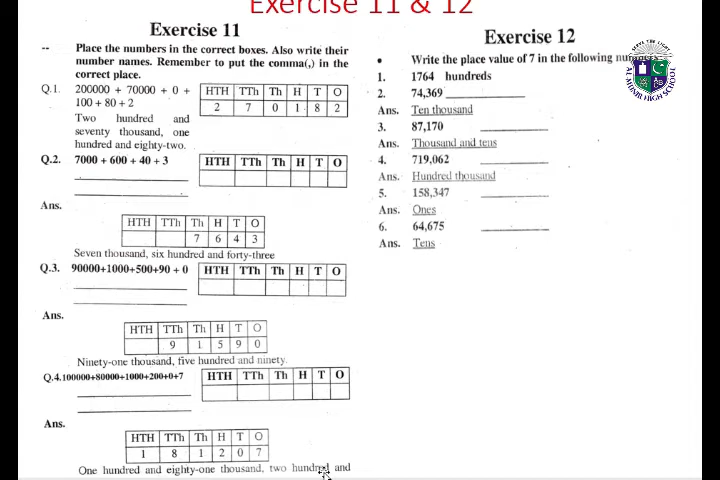 Exercise 11 & 12
Exercise 11
-- Place the numbers in the correct boxes. Also write their
number names. Remember to put the comma(,) in the
correct place.
Q.1. 200000 + 70000 + 0 +
100 + 80 + 2
HTH TTh Th H T O
2 7 0 1 8 2
Two hundred and
seventy thousand, one
hundred and eighty-two.
Q.2. 7000 + 600 + 40 + 3
HTH TTh Th H T O
Ans.
HTH TTh Th H T O
7 6 4 3
Seven thousand, six hundred and forty-three
Q.3. 90000+1000+500+90 + 0
HTH TTh Th H T O
Ans.
HTH TTh Th H T O
9 1 5 9 0
Ninety-one thousand, five hundred and ninety.
Q.4.100000+80000+1000+200+0+7
HTH TTh Th H T O
Ans.
HTH TTh Th H T O
1 8 1 2 0 7
One hundred and eighty-one thousand, two hundred and
Exercise 12
• Write the place value of 7 in the following numbers.
1. 1764 hundreds
2. 74,369
Ans. Ten thousand
3. 87,170
Ans. Thousand and tens
4. 719,062
Ans. Hundred thousand
5. 158,347
Ans. Ones
6. 64,675
Ans. Tens
SERVE THE LIGHT
AL-MUNIR HIGH SCHOOL